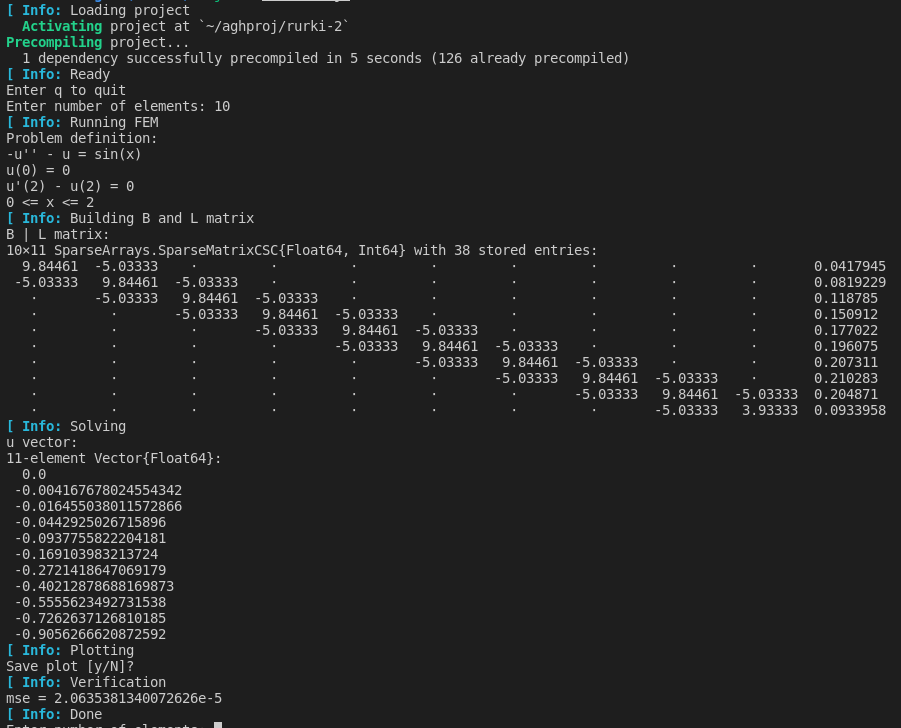 [ Info: Loading project
Activating project at `~/aghproj/rurki-2`
Precompiling project...
1 dependency successfully precompiled in 5 seconds (126 already precompiled)
[ Info: Ready
Enter q to quit
Enter number of elements: 10
[ Info: Running FEM
Problem definition:
-u'' - u = sin(x)
u(0) = 0
u'(2) - u(2) = 0
0 <= x <= 2
[ Info: Building B and L matrix
B | L matrix:
10×11 SparseArrays.SparseMatrixCSC{Float64, Int64} with 38 stored entries:
9.84461 -5.03333 · · · · · · · · 0.0417945
-5.03333 9.84461 -5.03333 · · · · · · · 0.0819229
· -5.03333 9.84461 -5.03333 · · · · · · 0.118785
· · -5.03333 9.84461 -5.03333 · · · · · 0.150912
· · · -5.03333 9.84461 -5.03333 · · · · 0.177022
· · · · -5.03333 9.84461 -5.03333 · · · 0.196075
· · · · · -5.03333 9.84461 -5.03333 · · 0.207311
· · · · · · -5.03333 9.84461 -5.03333 · 0.210283
· · · · · · · -5.03333 9.84461 -5.03333 0.204871
· · · · · · · · -5.03333 3.93333 0.0933958
[ Info: Solving
u vector:
11-element Vector{Float64}:
0.0
-0.004167678024554342
-0.016455038011572866
-0.0442925026715896
-0.0937755822204181
-0.169103983213724
-0.2721418647069179
-0.40212878688169873
-0.5555623492731538
-0.7262637126810185
-0.9056266620872592
[ Info: Plotting
Save plot [y/N]?
[ Info: Verification
mse = 2.0635381340072626e-5
[ Info: Done
Enter number of elements: